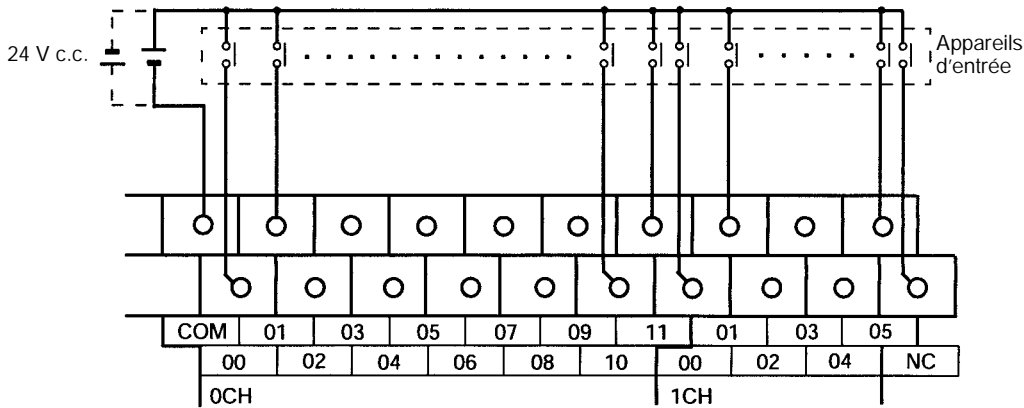 24 V c.c.
Appareils
d'entrée
COM 01 03 05 07 09 11 01 03 05
00 02 04 06 08 10 00 02 04 NC
0CH 1CH